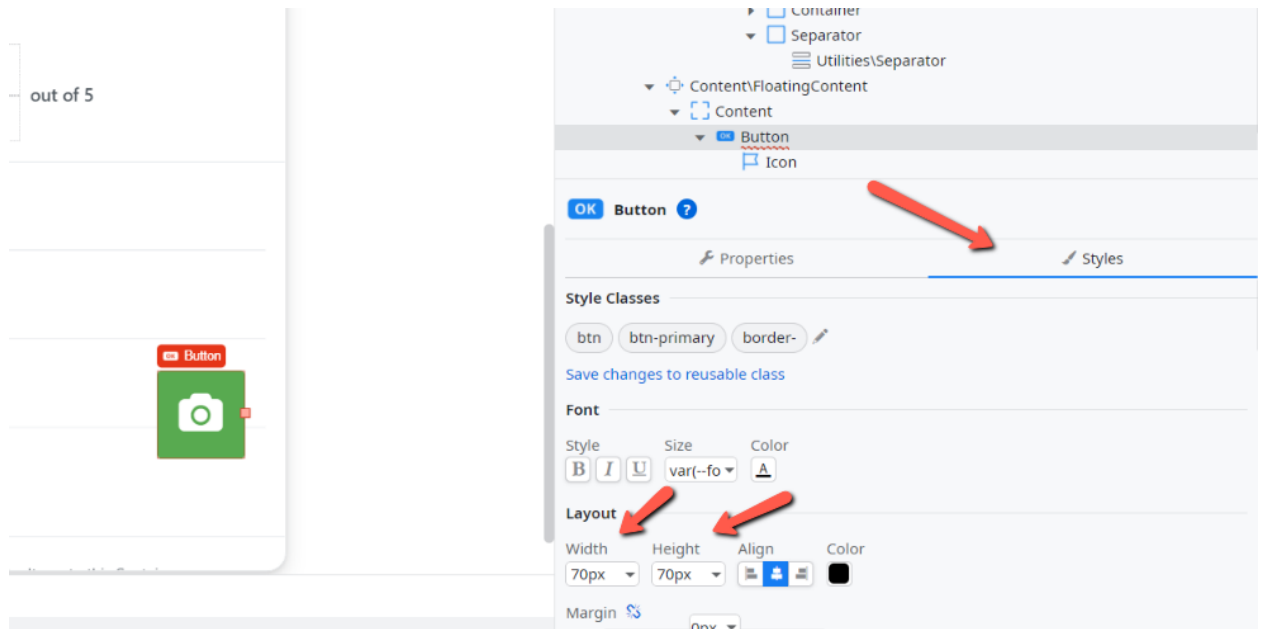 Container
Separator
Utilities\Separator
Content\FloatingContent
Content
OK Button
Icon
out of 5
OK Button
OK Button ?
Properties
Styles
Style Classes
btn btn-primary border-
Save changes to reusable class
Font
Style Size Color
B I U var(--fo A
Layout
Width Height Align Color
70px 70px
Margin
0px